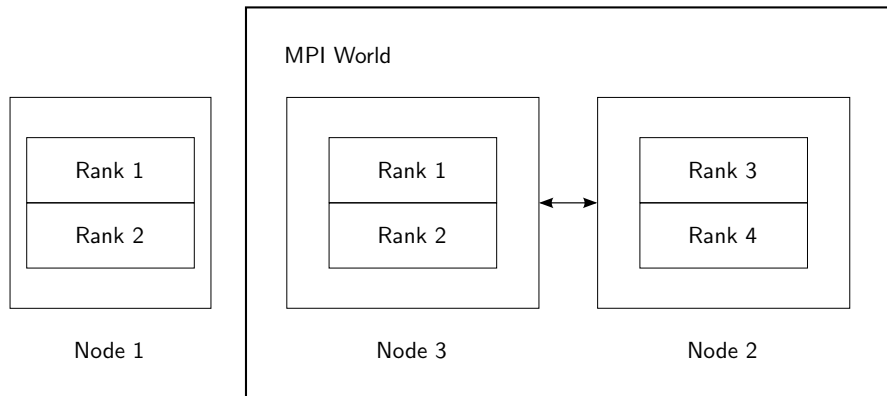 MPI World
Rank 1
Rank 2
Node 1
Rank 1
Rank 2
Node 3
Rank 3
Rank 4
Node 2